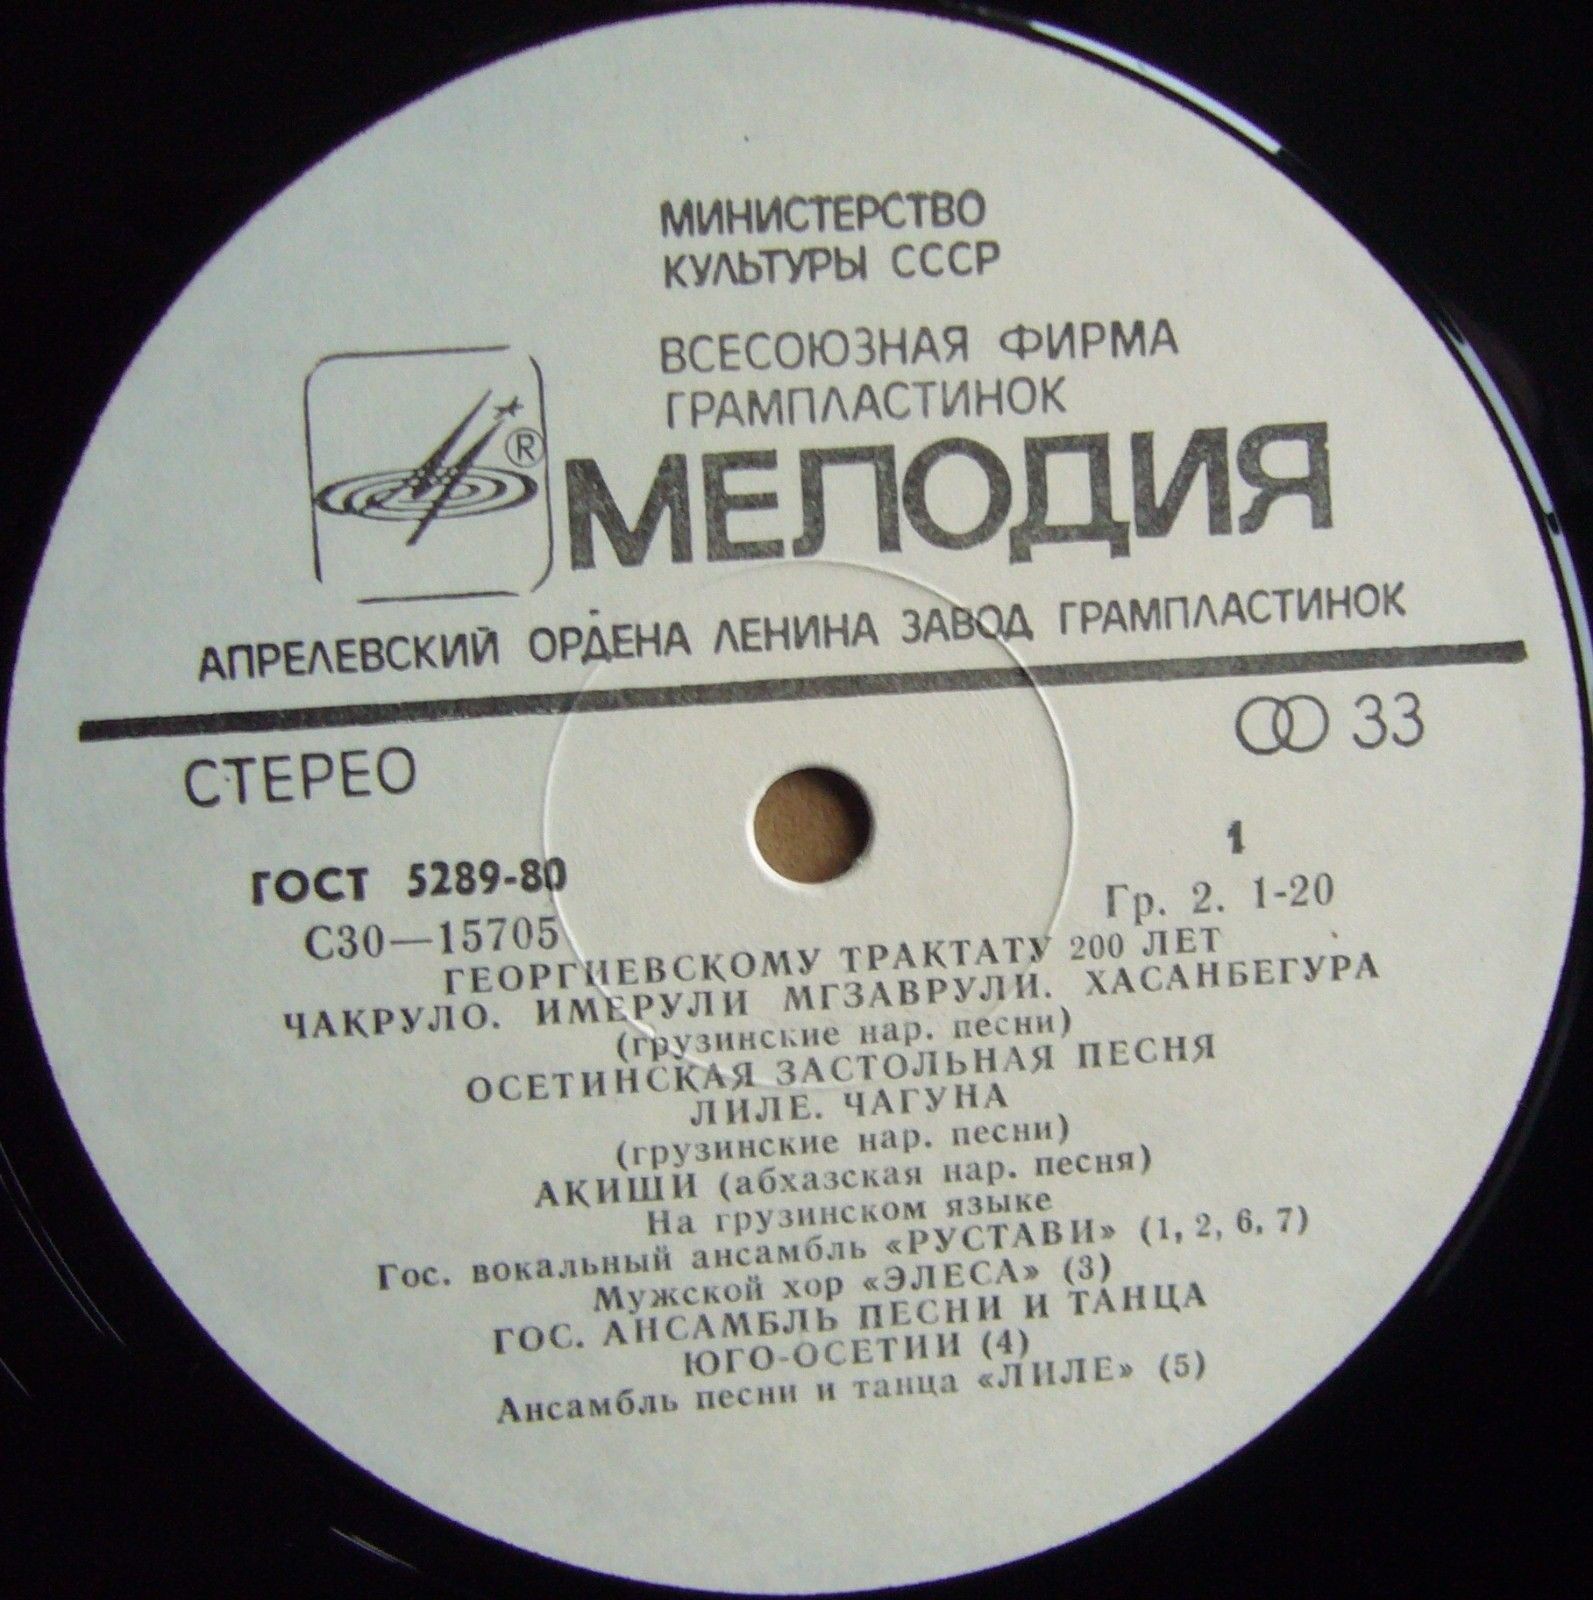 МИНИСТЕРСТВО
КУЛЬТУРЫ СССР
ВСЕСОЮЗНАЯ ФИРМА
ГРАМПЛАСТИНОК
®
МЕЛОДИЯ
АПРЕЛЕВСКИЙ ОРДЕНА ЛЕНИНА ЗАВОД ГРАМПЛАСТИНОК
СТЕРЕО
33
1
ГОСТ 5289-80
Гр. 2. 1-20
С30—15705
ГЕОРГИЕВСКОМУ ТРАКТАТУ 200 ЛЕТ
ЧАКРУЛО. ИМЕРУЛИ МГЗАВРУЛИ. ХАСАНБЕГУРА
(грузинские нар. песни)
ОСЕТИНСКАЯ ЗАСТОЛЬНАЯ ПЕСНЯ
ЛИЛЕ. ЧАГУНА
(грузинские нар. песни)
АКИШИ (абхазская нар. песня)
На грузинском языке
Гос. вокальный ансамбль «РУСТАВИ» (1, 2, 6, 7)
Мужской хор «ЭЛЕСА» (3)
ГОС. АНСАМБЛЬ ПЕСНИ И ТАНЦА
ЮГО-ОСЕТИИ (4)
Ансамбль песни и танца «ЛИЛЕ» (5)